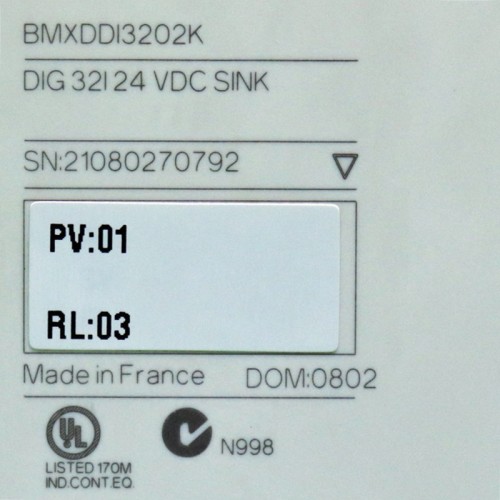 BMXDDI3202K
DIG 32I 24 VDC SINK
SN:21080270792
PV:01
RL:03
Made in France DOM:0802
UL
N998
LISTED 170M
IND.CONT.EQ.